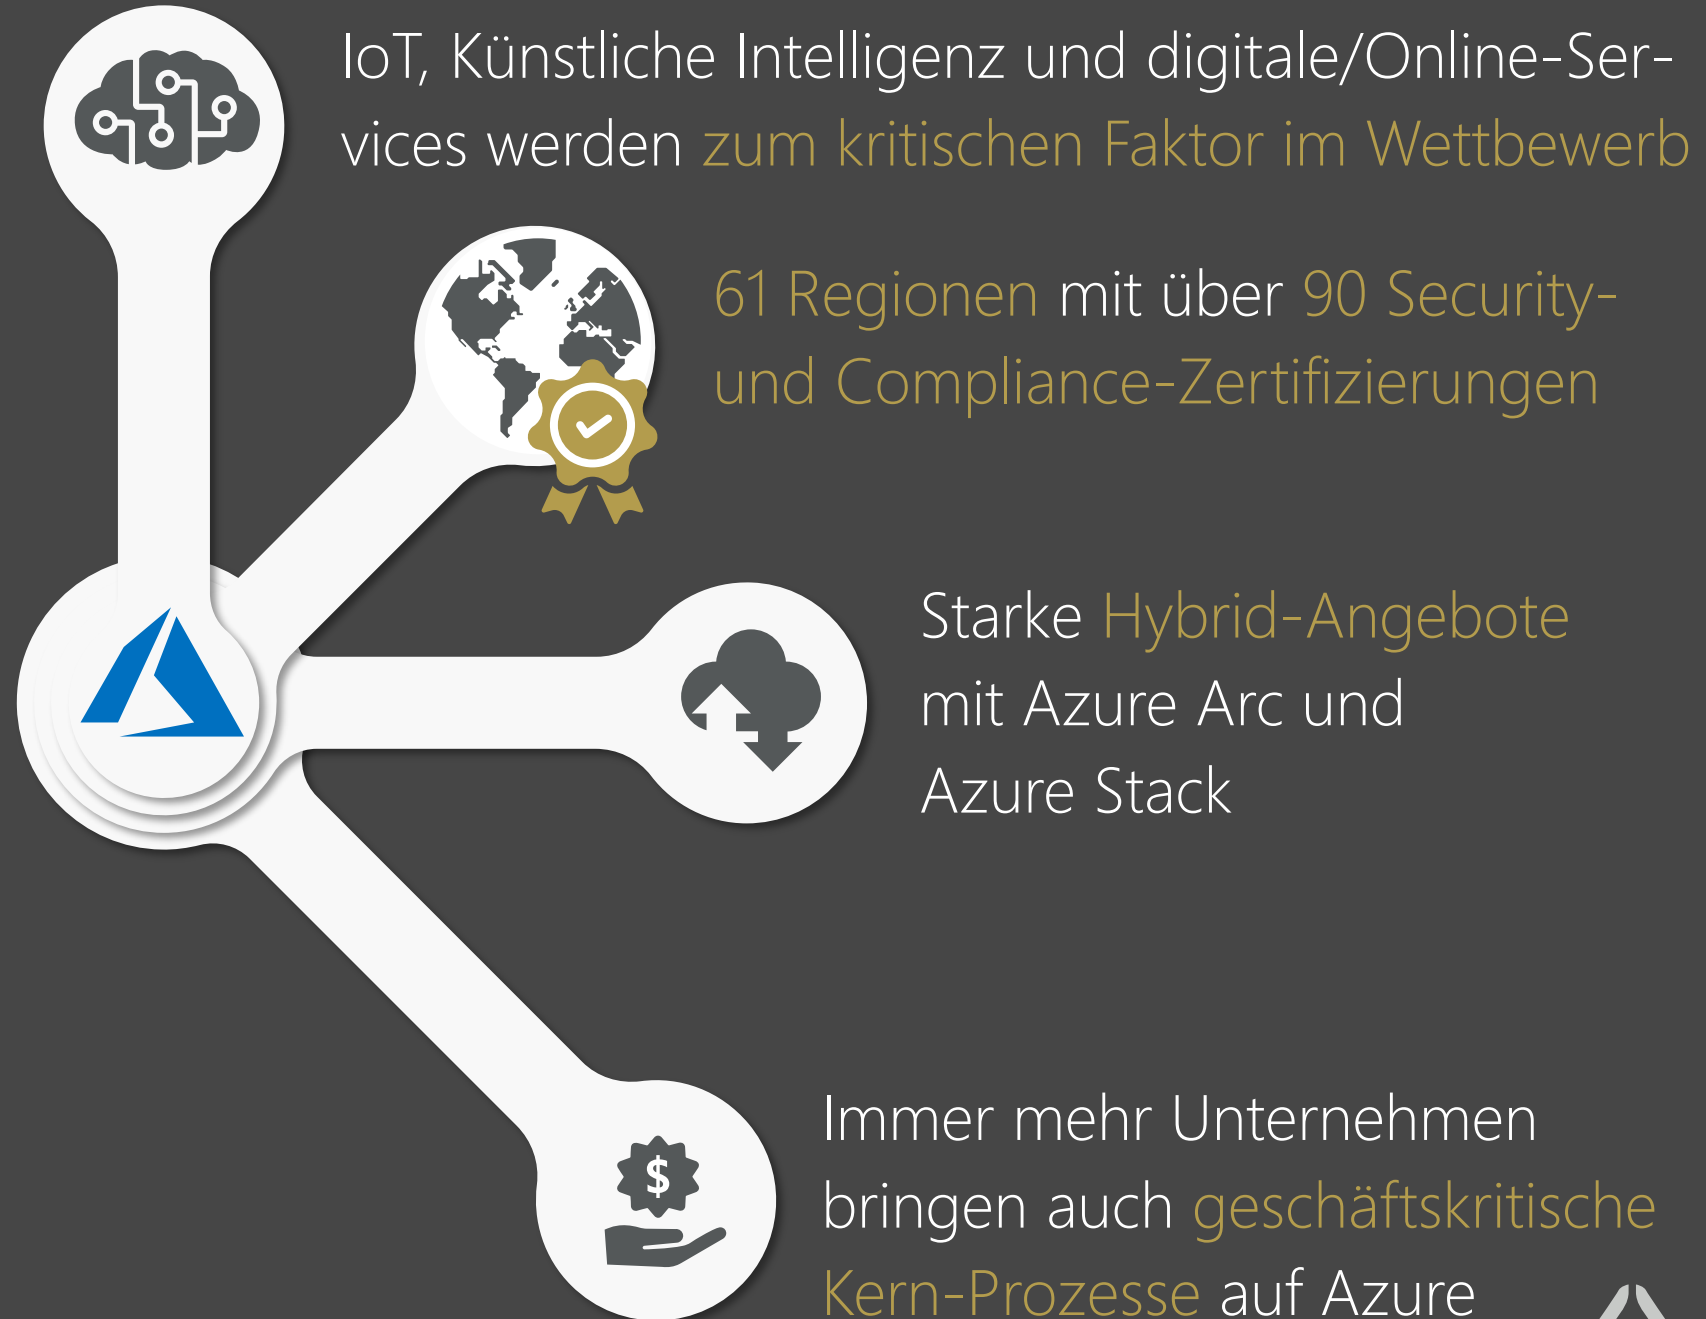 IoT, Künstliche Intelligenz und digitale/Online-Ser-
vices werden zum kritischen Faktor im Wettbewerb
61 Regionen mit über 90 Security-
und Compliance-Zertifizierungen
Starke Hybrid-Angebote
mit Azure Arc und
Azure Stack
$
Immer mehr Unternehmen
bringen auch geschäftskritische
Kern-Prozesse auf Azure